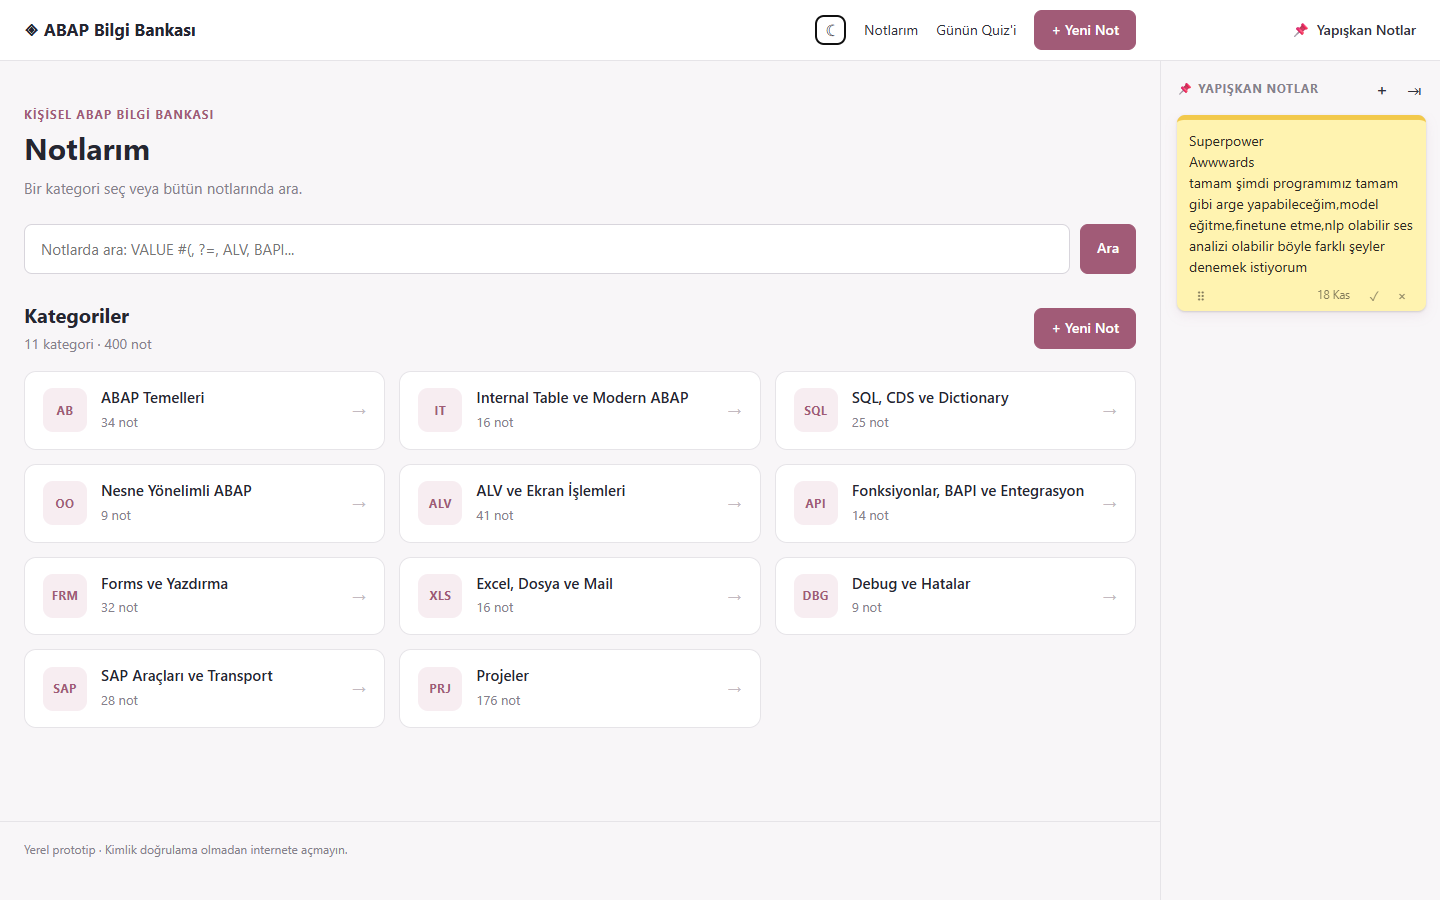 ◈ ABAP Bilgi Bankası
☾
Notlarım
Günün Quiz'i
+ Yeni Not
📌 Yapışkan Notlar
KİŞİSEL ABAP BİLGİ BANKASI
Notlarım
Bir kategori seç veya bütün notlarında ara.
Notlarda ara: VALUE #(, ?=, ALV, BAPI...
Ara
Kategoriler
11 kategori · 400 not
+ Yeni Not
AB
ABAP Temelleri
34 not
→
IT
Internal Table ve Modern ABAP
16 not
→
SQL
SQL, CDS ve Dictionary
25 not
→
OO
Nesne Yönelimli ABAP
9 not
→
ALV
ALV ve Ekran İşlemleri
41 not
→
API
Fonksiyonlar, BAPI ve Entegrasyon
14 not
→
FRM
Forms ve Yazdırma
32 not
→
XLS
Excel, Dosya ve Mail
16 not
→
DBG
Debug ve Hatalar
9 not
→
SAP
SAP Araçları ve Transport
28 not
→
PRJ
Projeler
176 not
→
Yerel prototip · Kimlik doğrulama olmadan internete açmayın.
📌 YAPIŞKAN NOTLAR
+ ⇥
Superpower
Awwwards
tamam şimdi programımız tamam
gibi arge yapabileceğim,model
eğitme,finetune etme,nlp olabilir ses
analizi olabilir böyle farklı şeyler
denemek istiyorum
⠿ 18 Kas ✓ ×